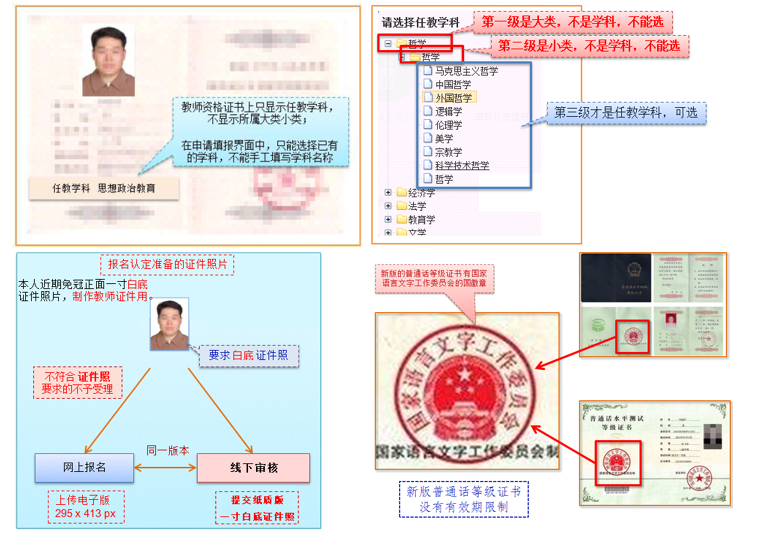 教师资格证书上只显示任教学科，
不显示所属大类小类；
在申请填报界面中，只能选择已有
的学科，不能手工填写学科名称
任教学科 思想政治教育
请选择任教学科
第一级是大类，不是学科，不能选
哲学
第二级是小类，不是学科，不能选
哲学
马克思主义哲学
中国哲学
外国哲学
逻辑学
伦理学
美学
宗教学
科学技术哲学
哲学
第三级才是任教学科，可选
经济学
法学
教育学
文学
报名认定准备的证件照片
本人近期免冠正面一寸白底
证件照片，制作教师证件用。
要求 白底 证件照
不符合 证件照
要求的不予受理
同一版本
网上报名
线下审核
上传电子版
295 x 413 px
提交纸质版
一寸白底证件照
新版的普通话等级证书有国家
语言文字工作委员会的国徽章
国家语言文字工作委员会
国家语言文字工作委员会制
新版普通话等级证书
没有有效期限制
普通话水平测试
等级证书